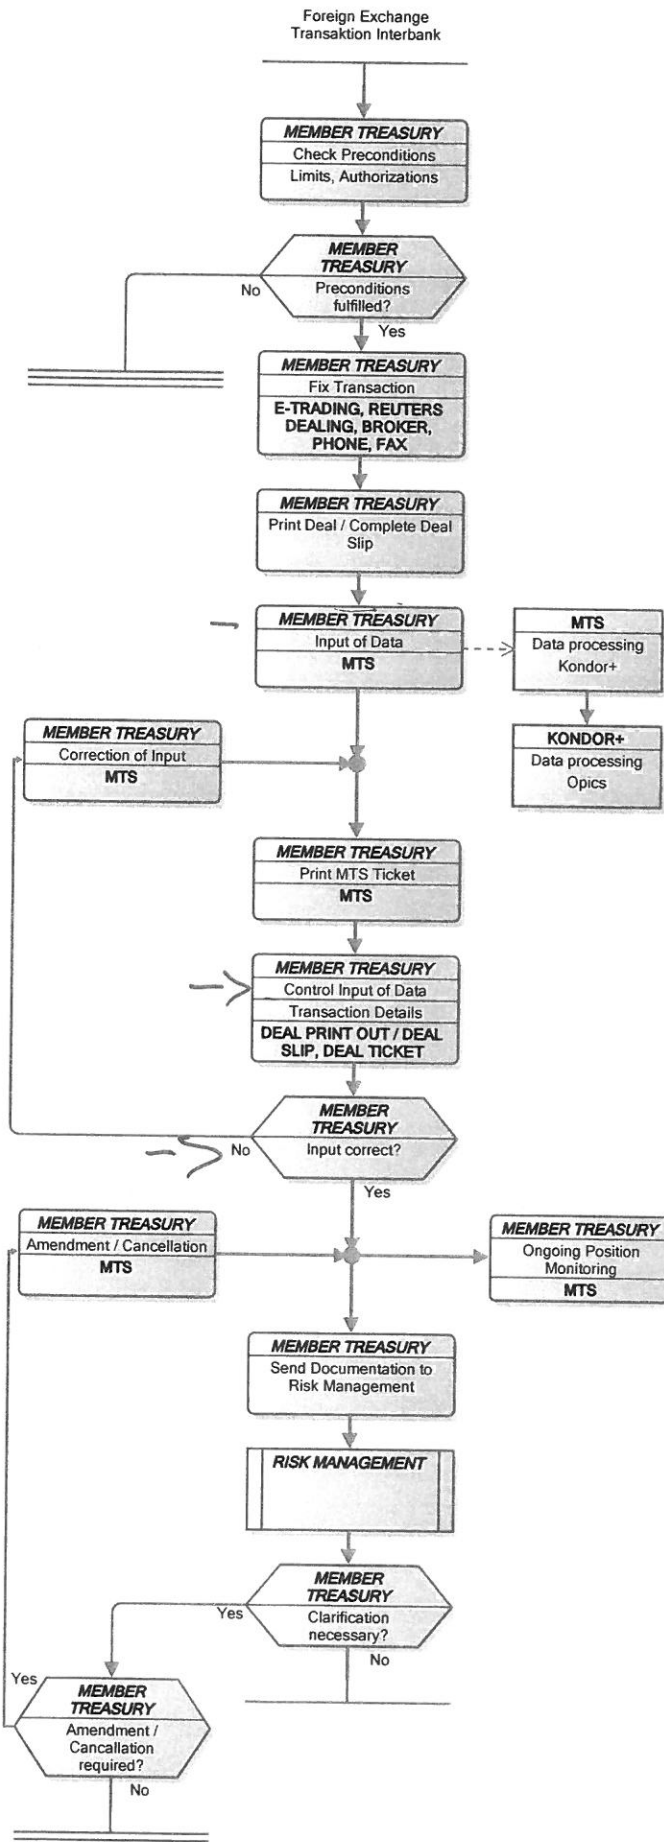 Foreign Exchange
Transaktion Interbank
MEMBER TREASURY
Check Preconditions
Limits, Authorizations
MEMBER
TREASURY
Preconditions
fulfilled?
No
Yes
MEMBER TREASURY
Fix Transaction
E-TRADING, REUTERS
DEALING, BROKER,
PHONE, FAX
MEMBER TREASURY
Print Deal / Complete Deal
Slip
MEMBER TREASURY
Input of Data
MTS
MTS
Data processing
Kondor+
KONDOR+
Data processing
Opics
MEMBER TREASURY
Correction of Input
MTS
MEMBER TREASURY
Print MTS Ticket
MTS
MEMBER TREASURY
Control Input of Data
Transaction Details
DEAL PRINT OUT / DEAL
SLIP, DEAL TICKET
MEMBER
TREASURY
Input correct?
No
Yes
MEMBER TREASURY
Amendment / Cancellation
MTS
MEMBER TREASURY
Ongoing Position
Monitoring
MTS
MEMBER TREASURY
Send Documentation to
Risk Management
RISK MANAGEMENT
MEMBER
TREASURY
Clarification
necessary?
Yes
No
Yes
MEMBER
TREASURY
Amendment /
Cancallation
required?
No